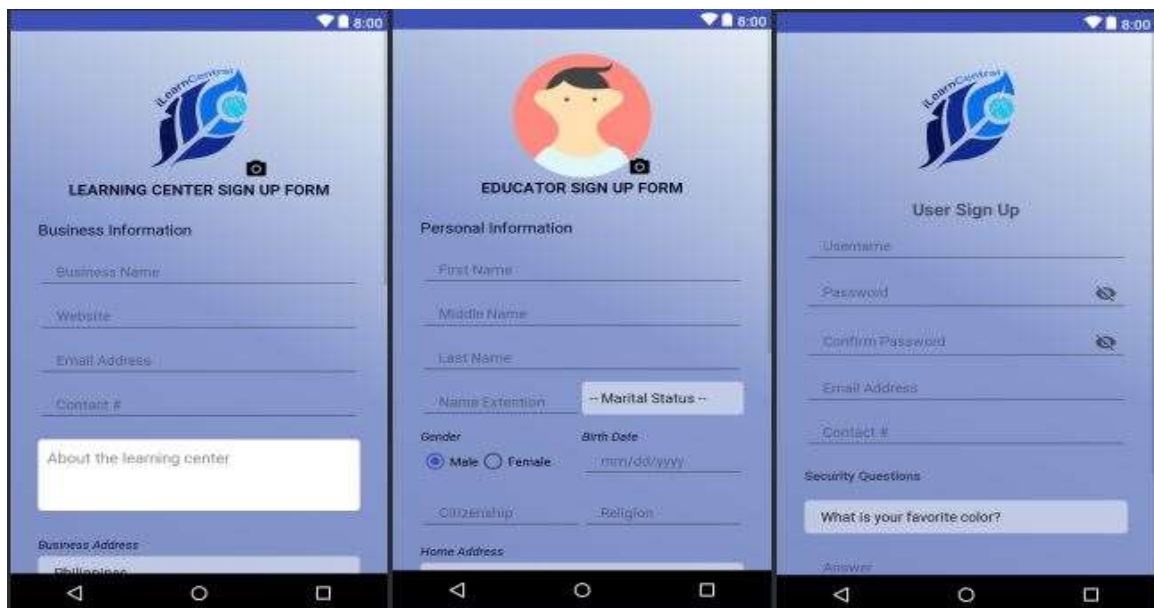 8:00
iLearnCentral
LEARNING CENTER SIGN UP FORM
Business Information
Business Name
Website
Email Address
Contact #
About the learning center
Business Address
Philippines
8:00
EDUCATOR SIGN UP FORM
Personal Information
First Name
Middle Name
Last Name
Name Extention
-- Marital Status --
Gender
Birth Date
Male
Female
mm/dd/yyyy
Citizenship
Religion
Home Address
8:00
iLearnCentral
User Sign Up
Username
Password
Confirm Password
Email Address
Contact #
Security Questions
What is your favorite color?
Answer